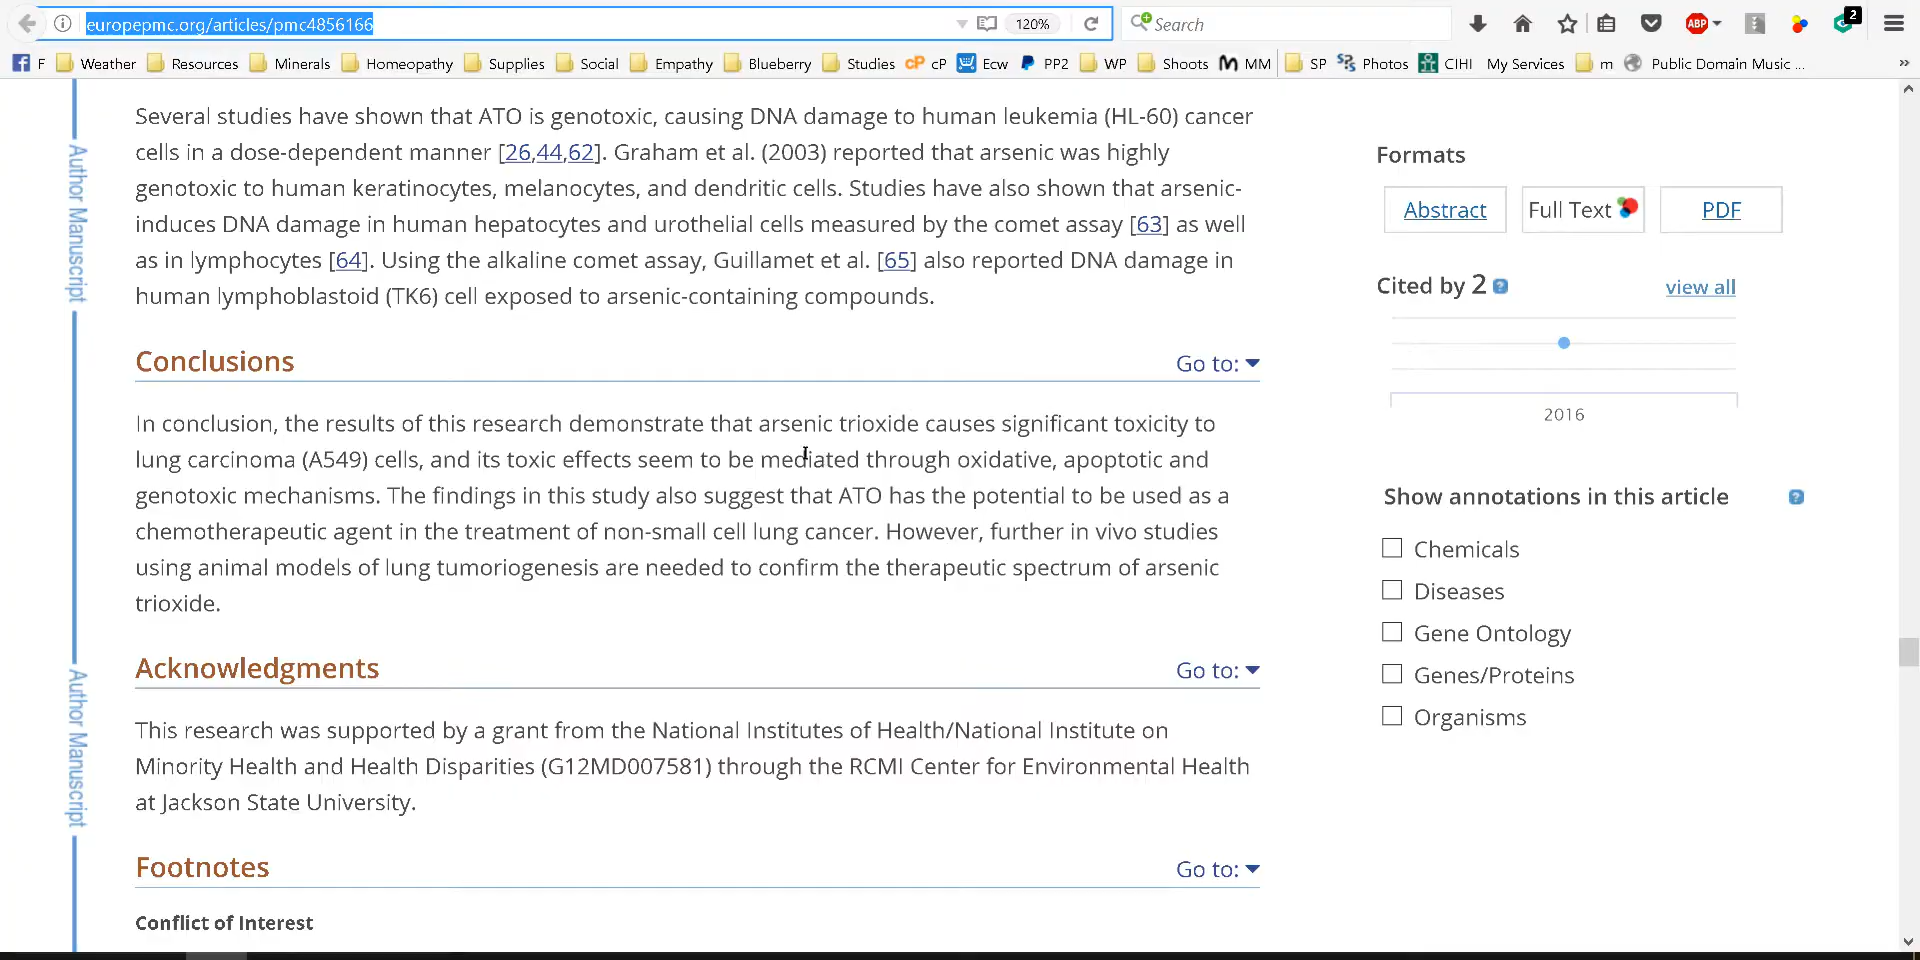 europepmc.org/articles/pmc4856166
120%
Search
ABP
2
F Weather Resources Minerals Homeopathy Supplies Social Empathy Blueberry Studies cP cP Ecw PP2 WP Shoots MM SP SPS Photos CIHI My Services m Public Domain Music ... »
Author Manuscript
Several studies have shown that ATO is genotoxic, causing DNA damage to human leukemia (HL-60) cancer
cells in a dose-dependent manner [26,44,62]. Graham et al. (2003) reported that arsenic was highly
genotoxic to human keratinocytes, melanocytes, and dendritic cells. Studies have also shown that arsenic-
induces DNA damage in human hepatocytes and urothelial cells measured by the comet assay [63] as well
as in lymphocytes [64]. Using the alkaline comet assay, Guillamet et al. [65] also reported DNA damage in
human lymphoblastoid (TK6) cell exposed to arsenic-containing compounds.
Conclusions
Go to:
In conclusion, the results of this research demonstrate that arsenic trioxide causes significant toxicity to
lung carcinoma (A549) cells, and its toxic effects seem to be mediated through oxidative, apoptotic and
genotoxic mechanisms. The findings in this study also suggest that ATO has the potential to be used as a
chemotherapeutic agent in the treatment of non-small cell lung cancer. However, further in vivo studies
using animal models of lung tumoriogenesis are needed to confirm the therapeutic spectrum of arsenic
trioxide.
Author Manuscript
Acknowledgments
Go to:
This research was supported by a grant from the National Institutes of Health/National Institute on
Minority Health and Health Disparities (G12MD007581) through the RCMI Center for Environmental Health
at Jackson State University.
Footnotes
Go to:
Conflict of Interest
Formats
Abstract
Full Text
PDF
Cited by 2 ?
view all
2016
Show annotations in this article ?
Chemicals
Diseases
Gene Ontology
Genes/Proteins
Organisms